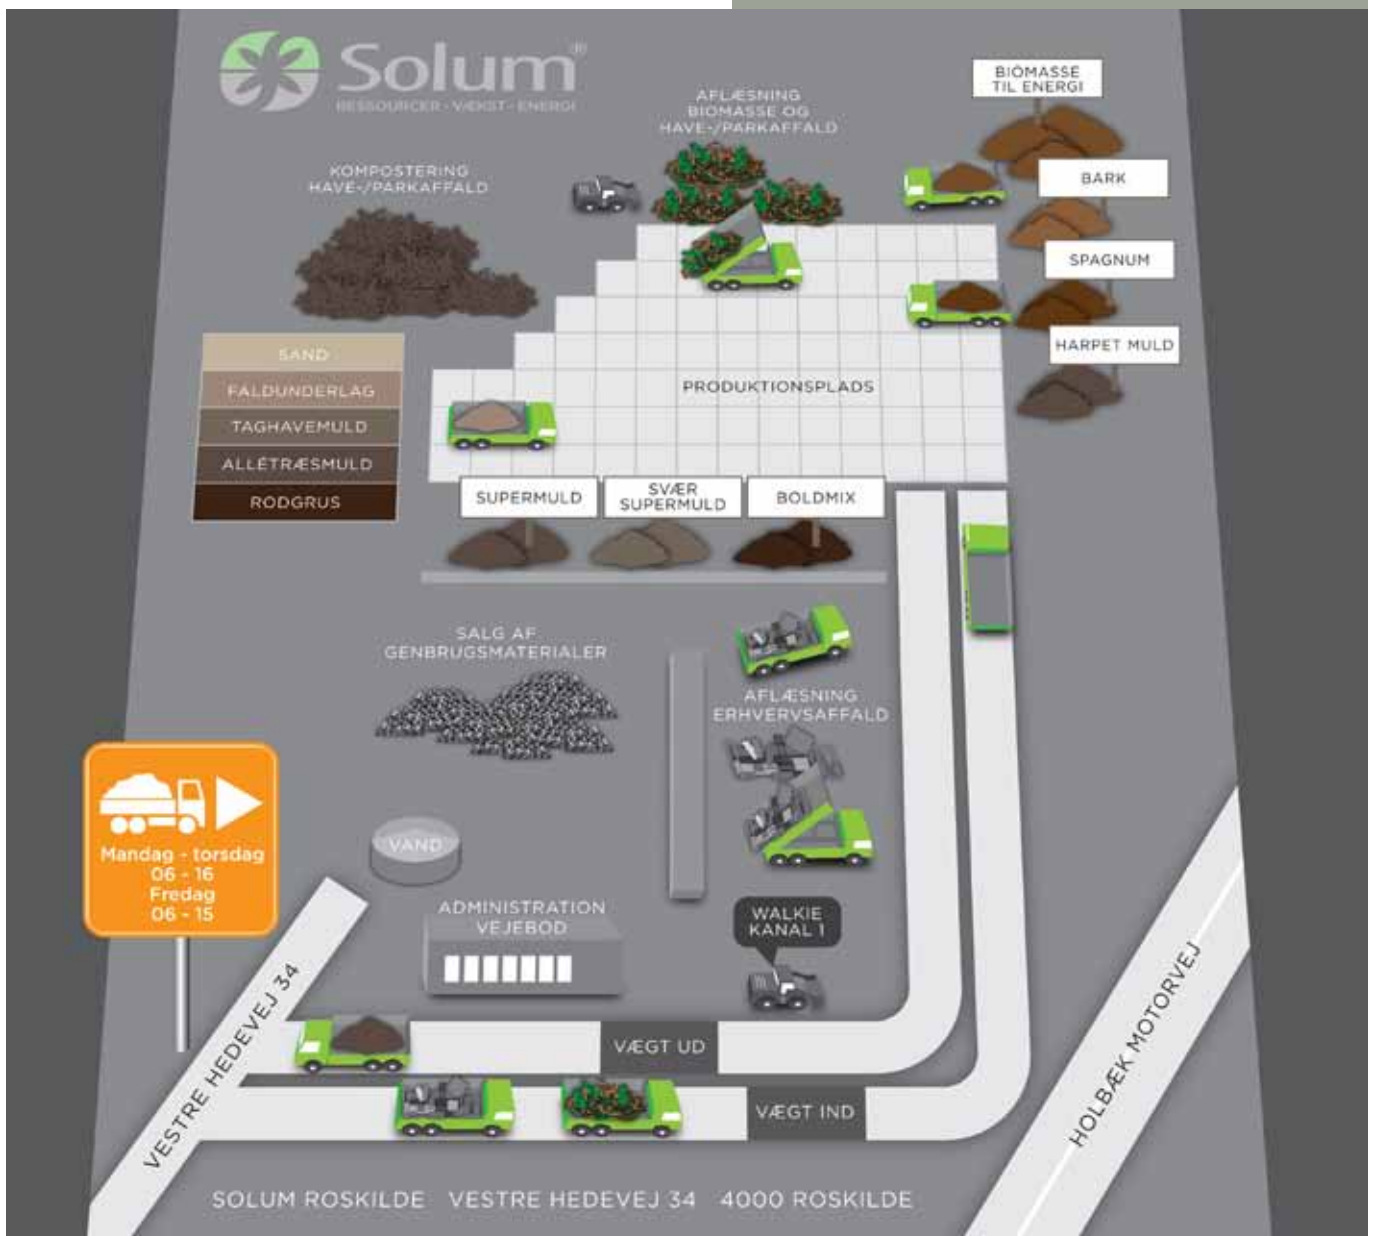 Solum®
RESSOURCER • VÆKST • ENERGI
AFLÆSNING
BIOMASSE OG
HAVE-/PARKAFFALD
BIOMASSE
TIL ENERGI
KOMPOSTERING
HAVE-/PARKAFFALD
BARK
SPAGNUM
HARPET MULD
SAND
FALDUNDERLAG
TAGHAVEMULD
ALLÉTRÆSMULD
RODGRUS
PRODUKTIONSPLADS
SUPERMULD
SVÆR
SUPERMULD
BOLDMIX
SALG AF
GENBRUGSMATERIALER
AFLÆSNING
ERHVERVSAFFALD
Mandag - torsdag
06 - 16
Fredag
06 - 15
VAND
ADMINISTRATION
VEJEBOD
WALKIE
KANAL 1
VESTRE HEDEVEJ 34
VÆGT UD
VÆGT IND
HOLBÆK MOTORVEJ
SOLUM ROSKILDE VESTRE HEDEVEJ 34 4000 ROSKILDE